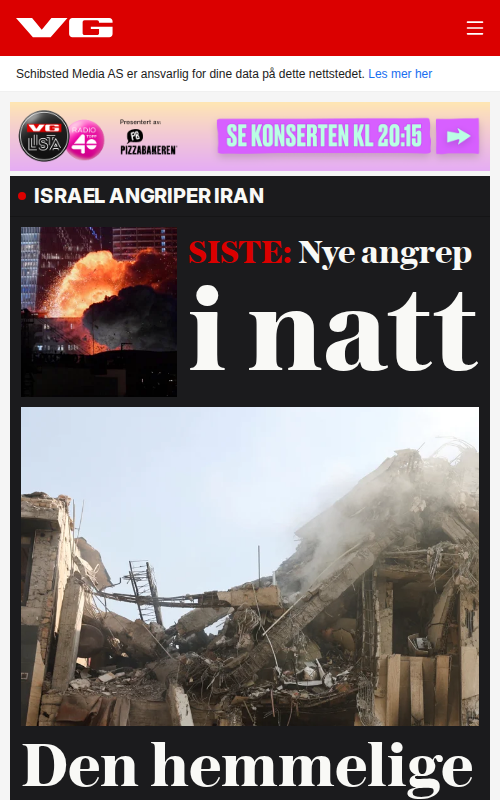 VG
Schibsted Media AS er ansvarlig for dine data på dette nettstedet. Les mer her
VG
LISTA
RADIO
TOPP
40
Presentert av:
PB
PIZZABAKEREN
SE KONSERTEN KL 20:15
ISRAEL ANGRIPER IRAN
SISTE: Nye angrep
i natt
Den hemmelige